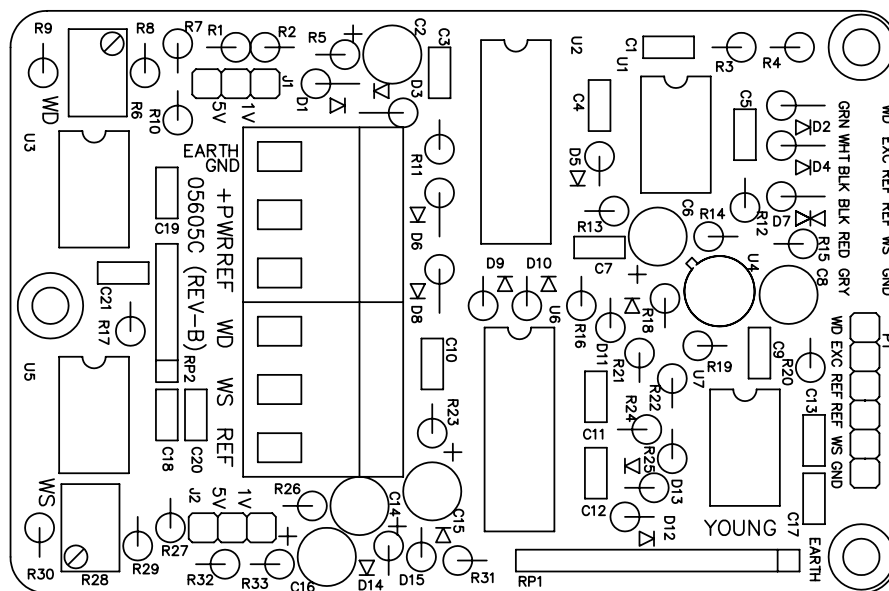 R9
R8
R7
R1
R2
R5
C2
C3
U2
C1
U1
R3
R4
WD
R6
R10
J1
5V
1V
D1
D3
C4
C5
GRN
WHT
BLK
BLK
RED
GRY
WD
EXC
REF
REF
WS
GND
D2
D4
D7
U3
EARTH
GND
+PWR
REF
WD
WS
REF
05605C (REV-B)
C19
R11
D6
D8
D5
R13
C6
R14
R12
R15
C7
U4
C8
C21
R17
D9
D10
U6
R16
D11
R18
R19
C9
R20
P1
WD
EXC
REF
REF
WS
GND
U5
RP2
C10
R21
R22
U7
C13
C18
C20
R23
C11
R24
R25
WS
J2
5V
1V
R26
C14
C15
C12
D13
D12
YOUNG
C17
EARTH
R30
R28
R29
R27
R32
R33
C16
D14
D15
R31
RP1